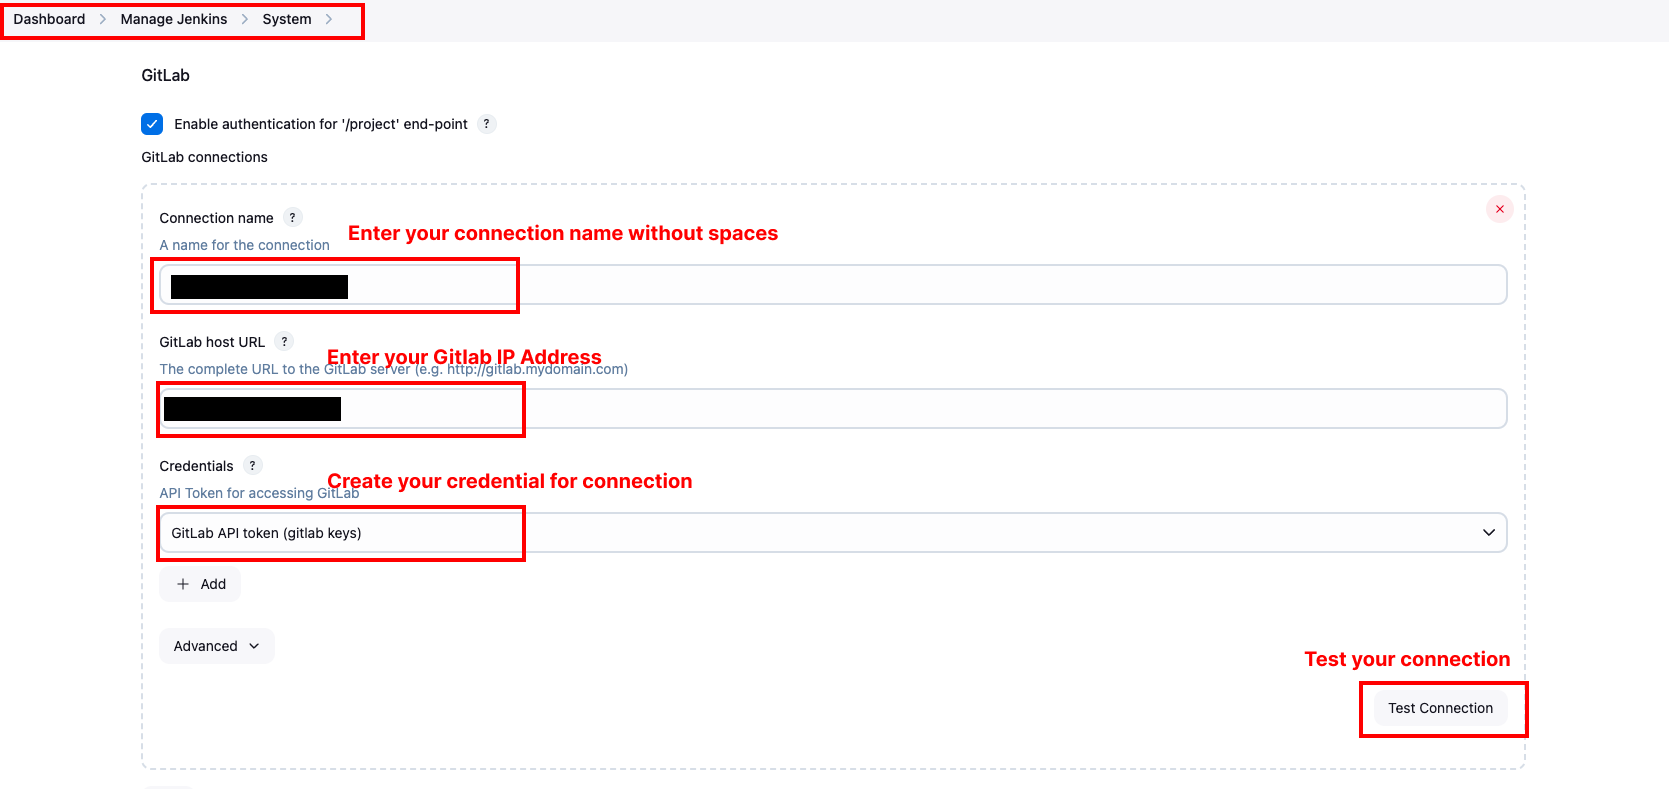 Dashboard > Manage Jenkins > System >
GitLab
Enable authentication for '/project' end-point ?
GitLab connections
Connection name ?
Enter your connection name without spaces
A name for the connection
GitLab host URL ?
Enter your Gitlab IP Address
The complete URL to the GitLab server (e.g. http://gitlab.mydomain.com)
Credentials ?
Create your credential for connection
API Token for accessing GitLab
GitLab API token (gitlab keys)
+ Add
Advanced
Test your connection
Test Connection